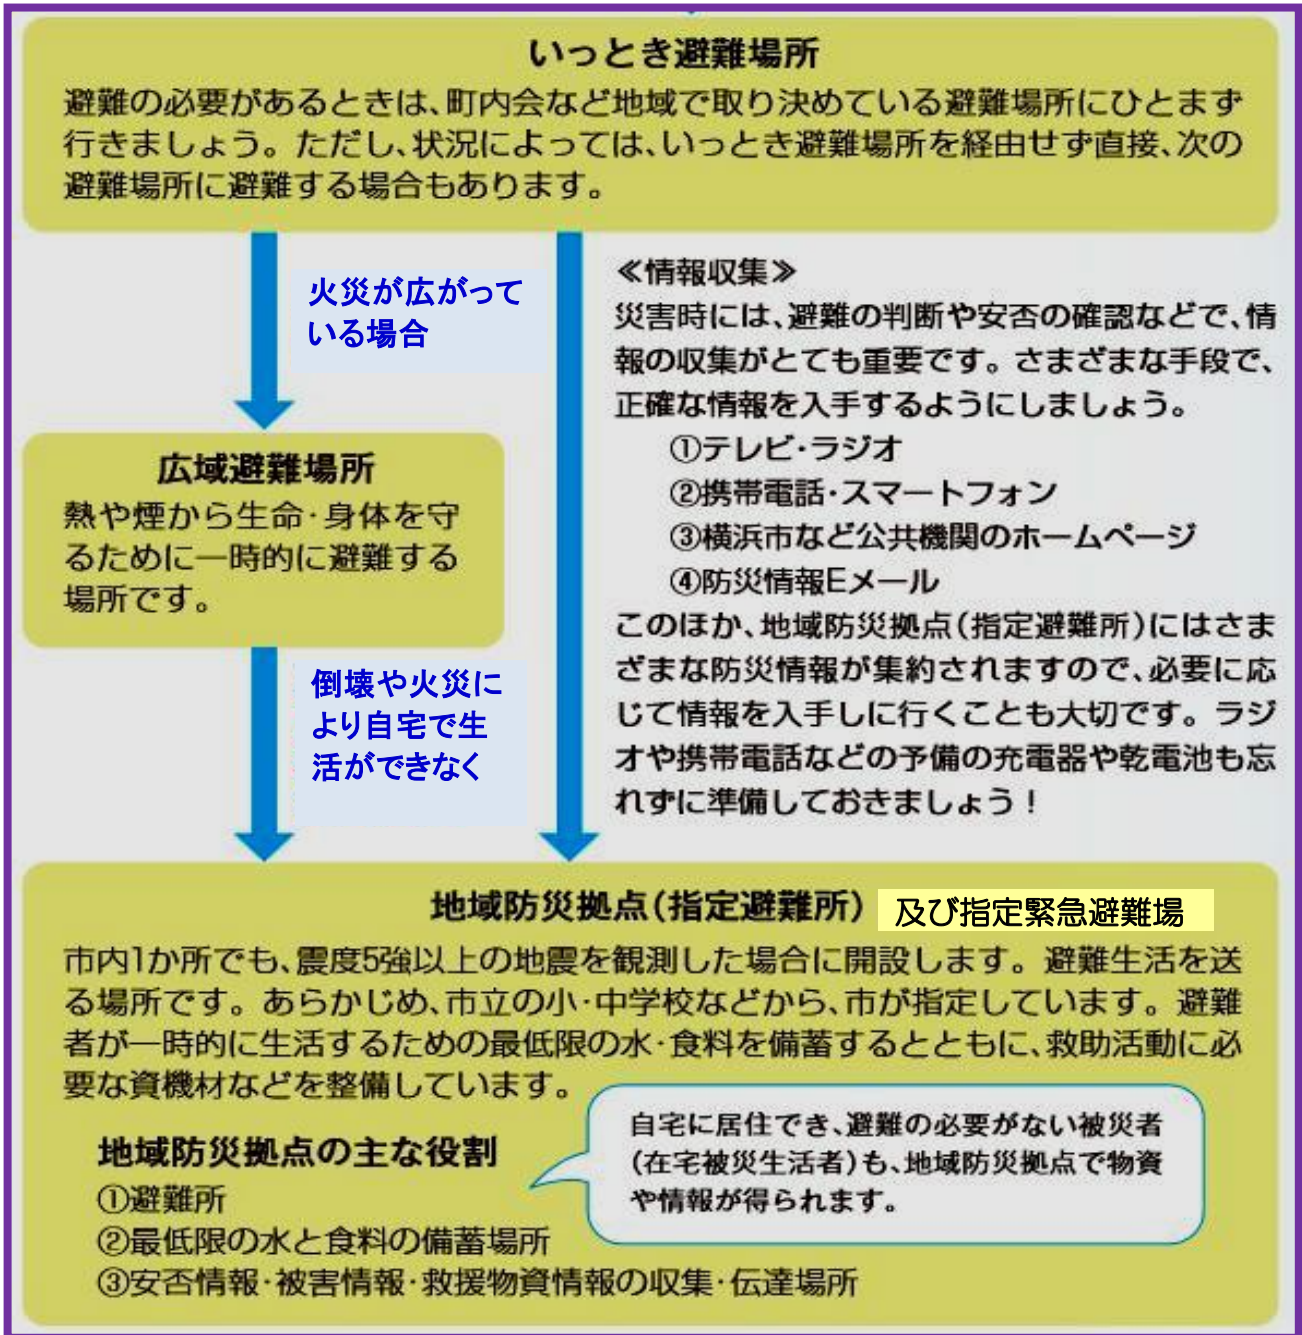 いっとき避難場所
避難の必要があるときは、町内会など地域で取り決めている避難場所にひとまず
行きましょう。ただし、状況によっては、いっとき避難場所を経由せず直接、次の
避難場所に避難する場合もあります。
火災が広がって
いる場合
広域避難場所
熱や煙から生命・身体を守
るために一時的に避難する
場所です。
倒壊や火災に
より自宅で生
活ができなく
≪情報収集≫
災害時には、避難の判断や安否の確認などで、情
報の収集がとても重要です。さまざまな手段で、
正確な情報を入手するようにしましょう。
①テレビ・ラジオ
②携帯電話・スマートフォン
③横浜市など公共機関のホームページ
④防災情報Eメール
このほか、地域防災拠点(指定避難所)にはさま
ざまな防災情報が集約されますので、必要に応
じて情報を入手しに行くことも大切です。ラジ
オや携帯電話などの予備の充電器や乾電池も忘
れずに準備しておきましょう！
地域防災拠点(指定避難所) 及び指定緊急避難場
市内1か所でも、震度5強以上の地震を観測した場合に開設します。避難生活を送
る場所です。あらかじめ、市立の小・中学校などから、市が指定しています。避難
者が一時的に生活するための最低限の水・食料を備蓄するとともに、救助活動に必
要な資機材などを整備しています。
自宅に居住でき、避難の必要がない被災者
(在宅被災生活者)も、地域防災拠点で物資
や情報が得られます。
地域防災拠点の主な役割
①避難所
②最低限の水と食料の備蓄場所
③安否情報・被害情報・救援物資情報の収集・伝達場所